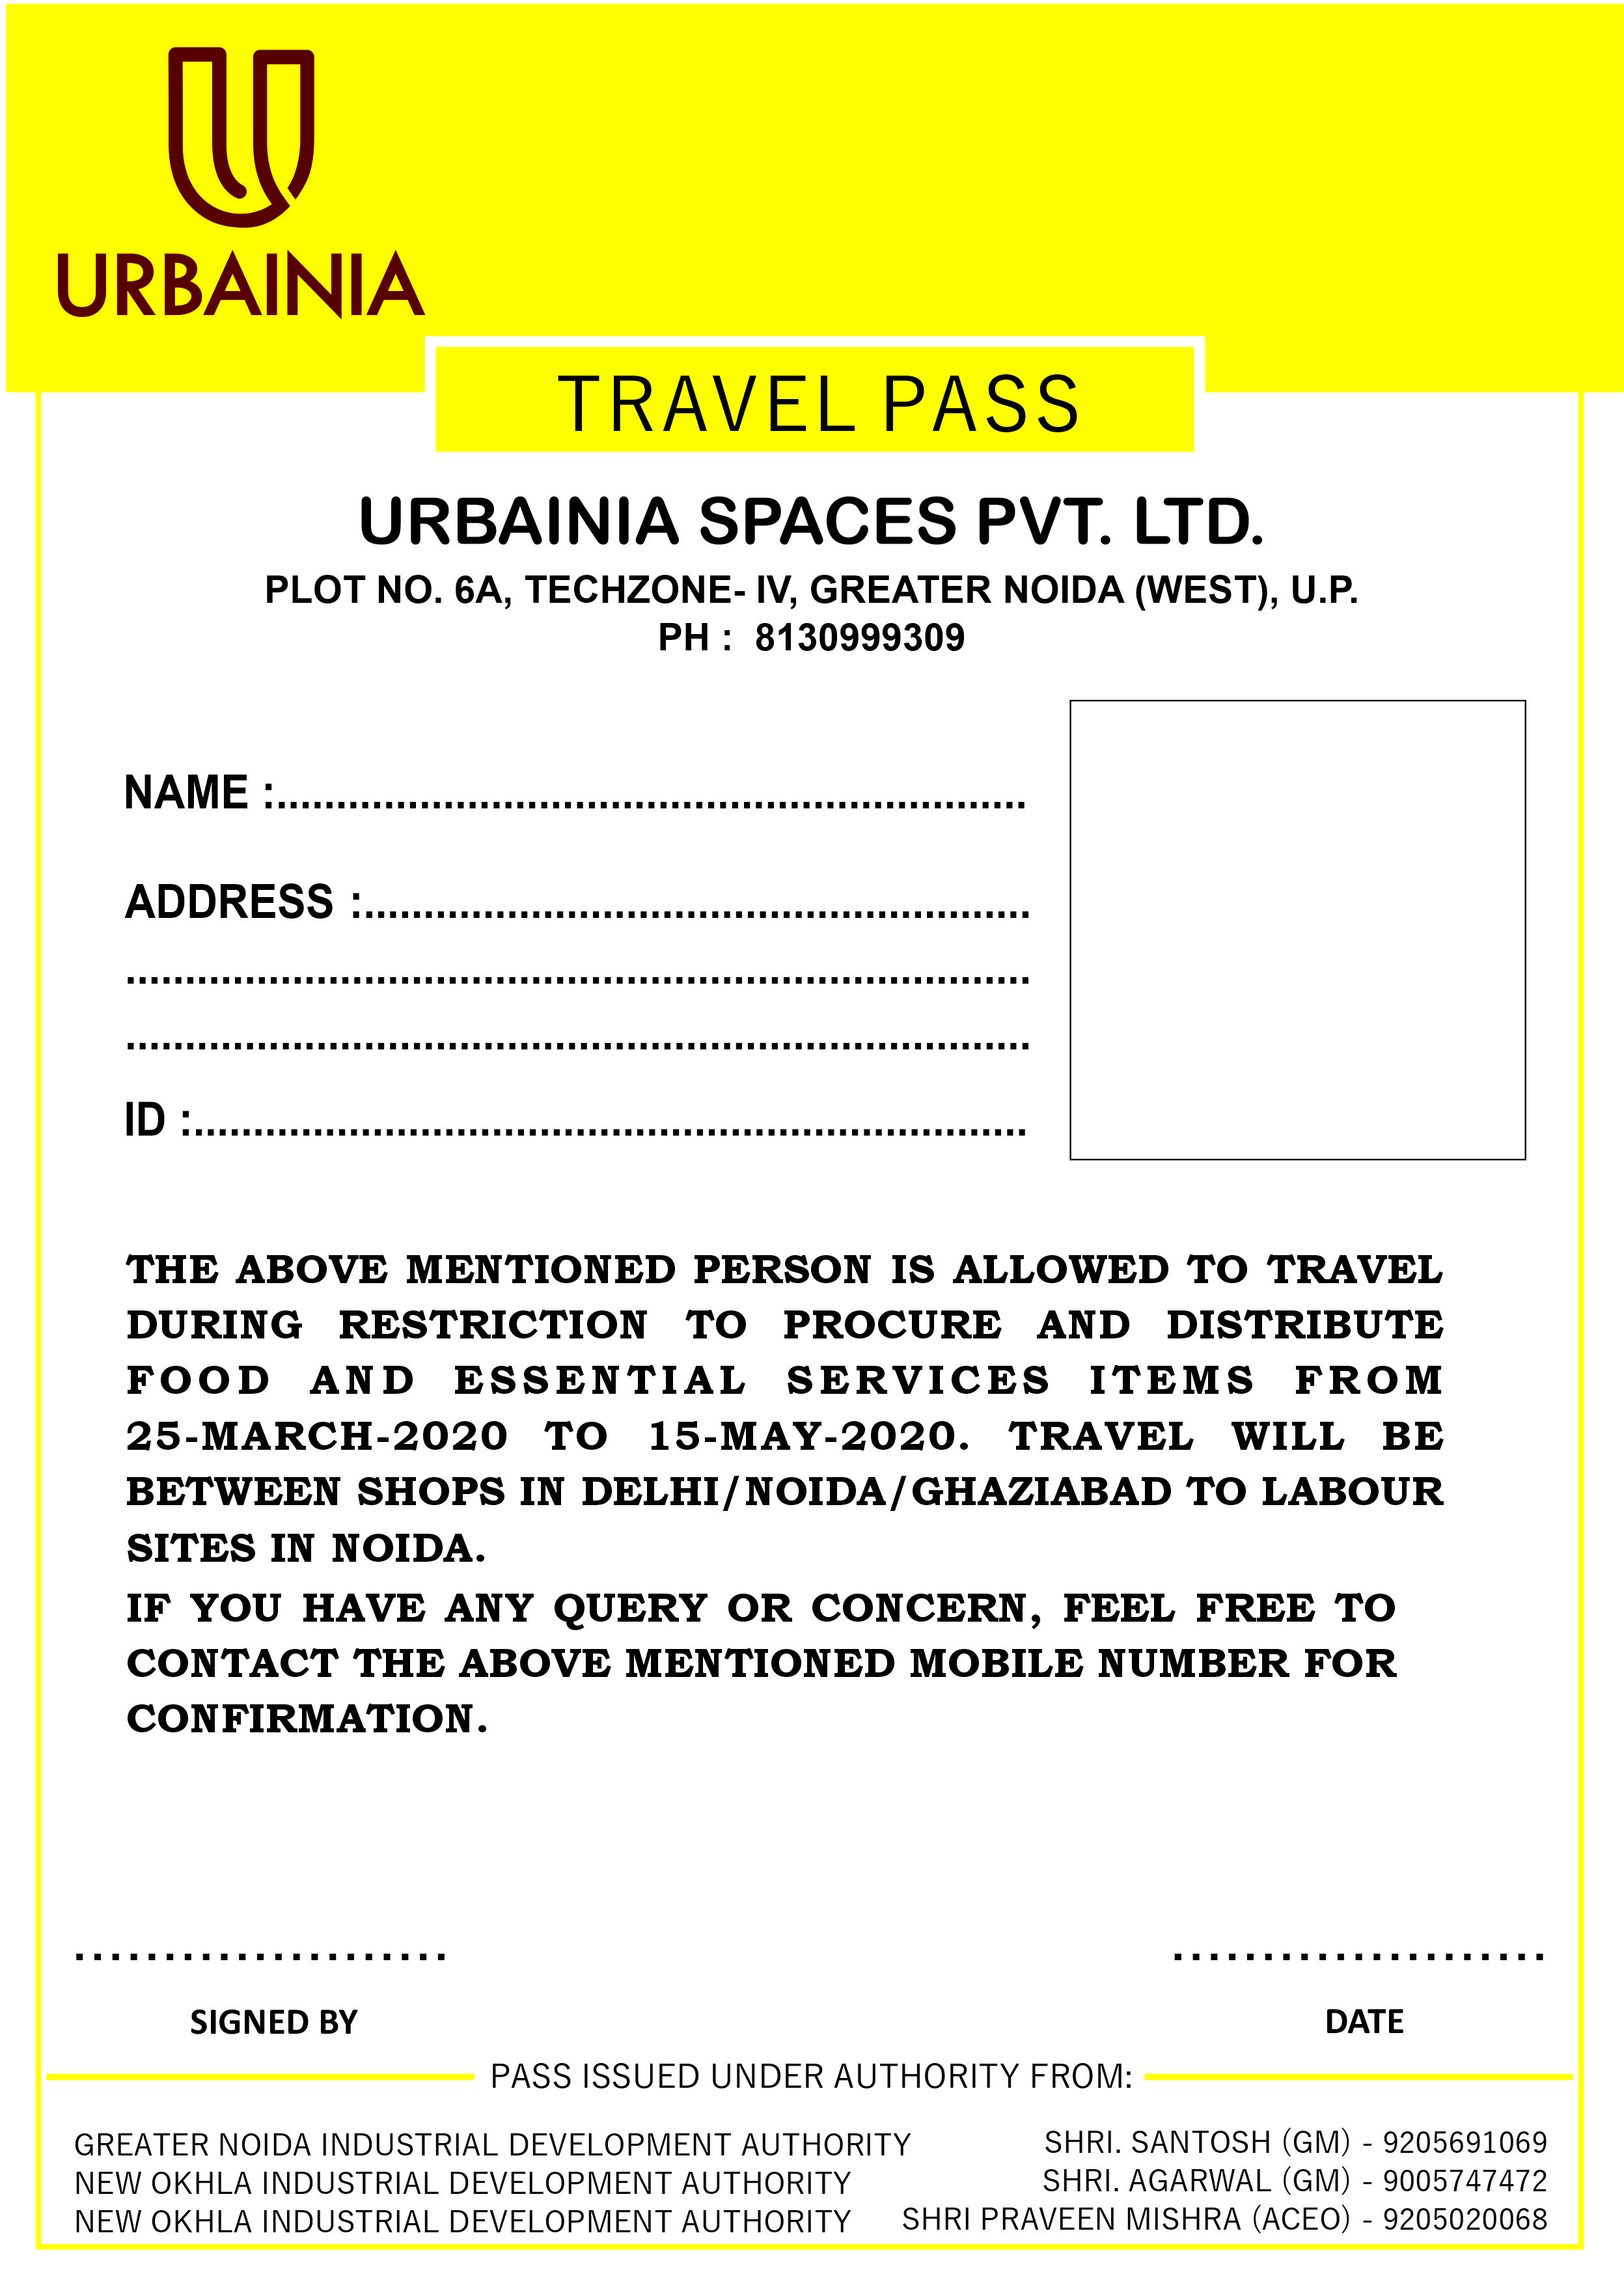 URBAINIA
TRAVEL PASS
URBAINIA SPACES PVT. LTD.
PLOT NO. 6A, TECHZONE- IV, GREATER NOIDA (WEST), U.P.
PH :  8130999309
NAME :...............................................................
ADDRESS :........................................................
............................................................................
............................................................................
ID :......................................................................
THE ABOVE MENTIONED PERSON IS ALLOWED TO TRAVEL
DURING RESTRICTION TO PROCURE AND DISTRIBUTE
FOOD AND ESSENTIAL SERVICES ITEMS FROM
25-MARCH-2020 TO 15-MAY-2020. TRAVEL WILL BE
BETWEEN SHOPS IN DELHI/NOIDA/GHAZIABAD TO LABOUR
SITES IN NOIDA.
IF YOU HAVE ANY QUERY OR CONCERN, FEEL FREE TO
CONTACT THE ABOVE MENTIONED MOBILE NUMBER FOR
CONFIRMATION.
..................... .....................
SIGNED BY DATE
PASS ISSUED UNDER AUTHORITY FROM:
GREATER NOIDA INDUSTRIAL DEVELOPMENT AUTHORITY SHRI. SANTOSH (GM) - 9205691069
NEW OKHLA INDUSTRIAL DEVELOPMENT AUTHORITY SHRI. AGARWAL (GM) - 9005747472
NEW OKHLA INDUSTRIAL DEVELOPMENT AUTHORITY SHRI PRAVEEN MISHRA (ACEO) - 9205020068